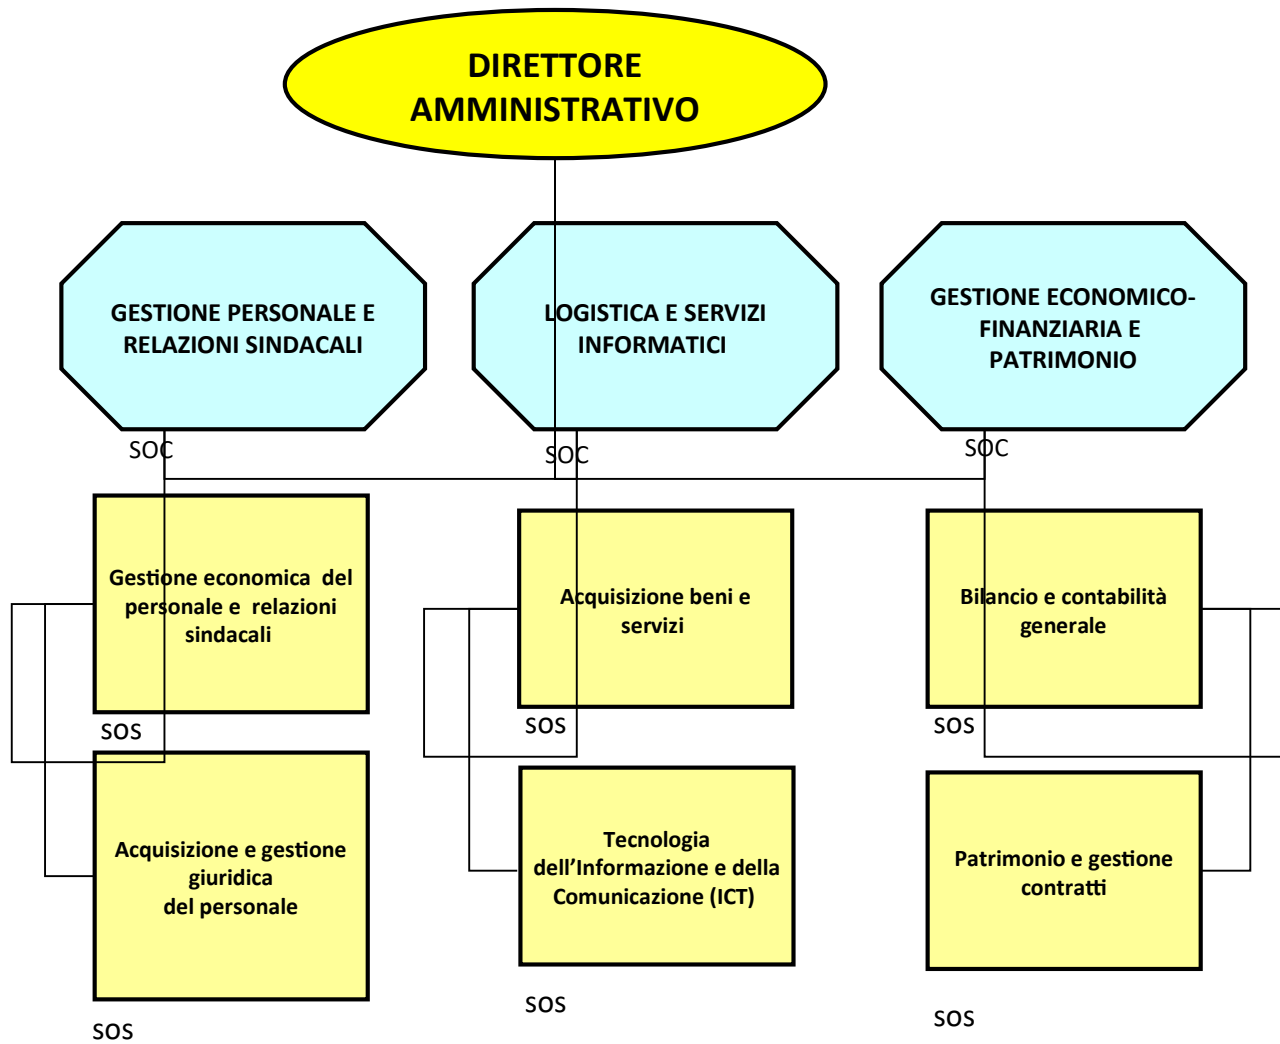 DIRETTORE
AMMINISTRATIVO
GESTIONE PERSONALE E
RELAZIONI SINDACALI
LOGISTICA E SERVIZI
INFORMATICI
GESTIONE ECONOMICO-
FINANZIARIA E
PATRIMONIO
SOC
SOC
SOC
Gestione economica  del
personale e  relazioni
sindacali
Acquisizione beni e
servizi
Bilancio e contabilità
generale
SOS
SOS
SOS
Acquisizione e gestione
giuridica
del personale
Tecnologia
dell’Informazione e della
Comunicazione (ICT)
Patrimonio e gestione
contratti
SOS
SOS
SOS